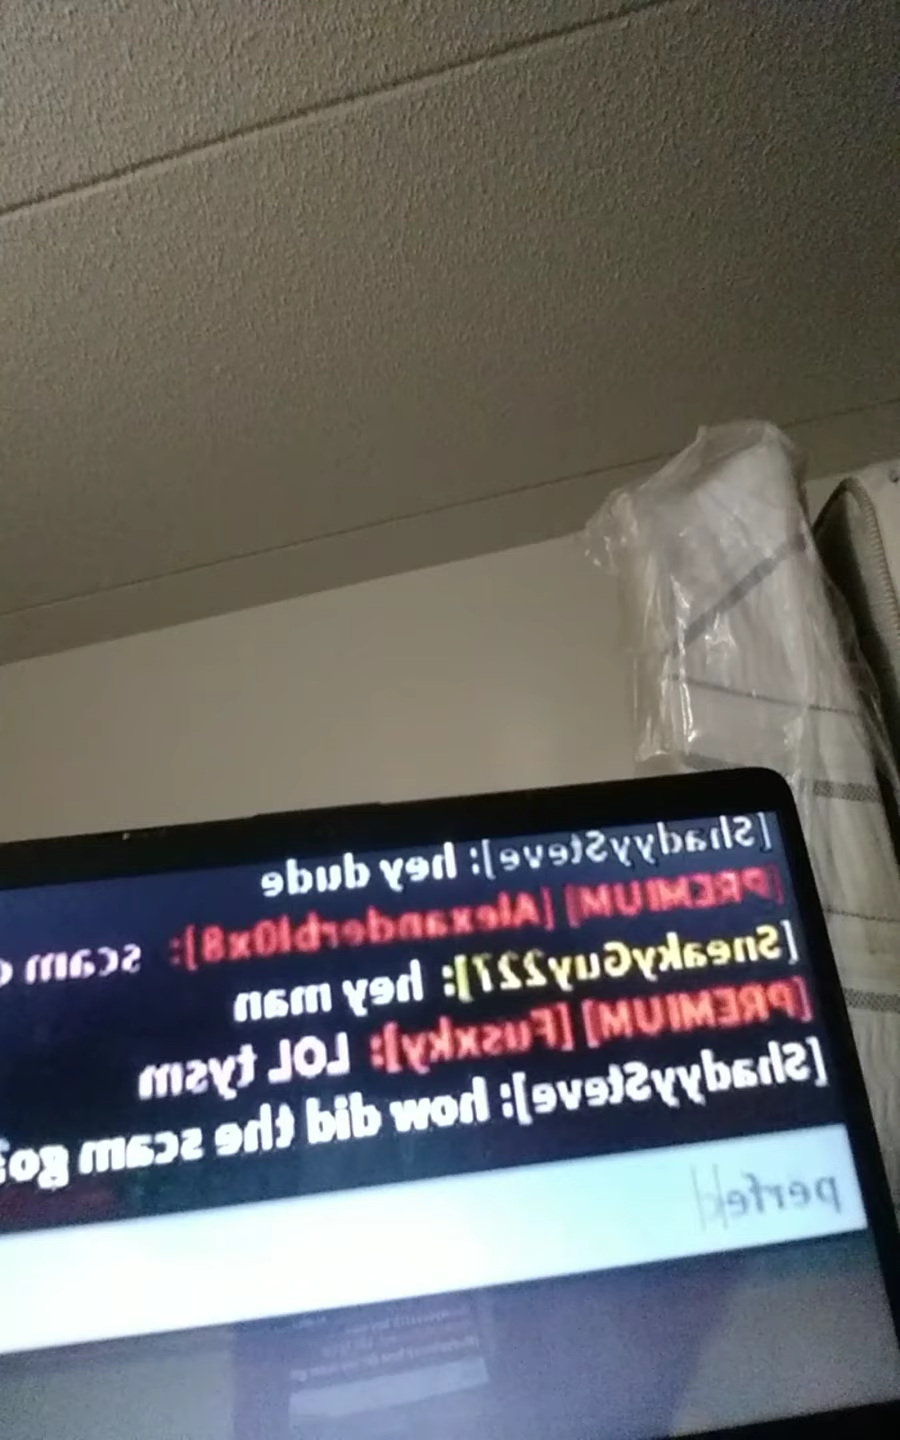 [ShadyySteve]: hey dude
[PREMIUM] [Alexanderbl0x8]: scam
[SneakyGuy227]: hey man
[PREMIUM] [Fusxky]: LOL tysm
[ShadyySteve]: how did the scam go?
perfe